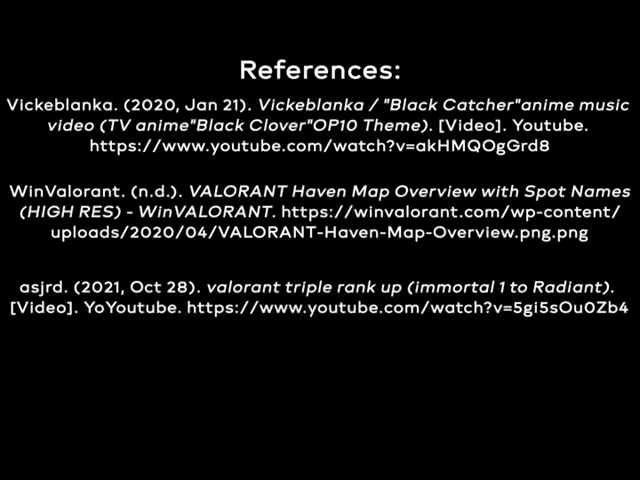 References:
Vickeblanka. (2020, Jan 21). Vickeblanka / "Black Catcher"anime music
video (TV anime"Black Clover"OP10 Theme). [Video]. Youtube.
https://www.youtube.com/watch?v=akHMQOgGrd8
WinValorant. (n.d.). VALORANT Haven Map Overview with Spot Names
(HIGH RES) - WinVALORANT. https://winvalorant.com/wp-content/
uploads/2020/04/VALORANT-Haven-Map-Overview.png.png
asjrd. (2021, Oct 28). valorant triple rank up (immortal 1 to Radiant).
[Video]. YoYoutube. https://www.youtube.com/watch?v=5gi5sOu0Zb4